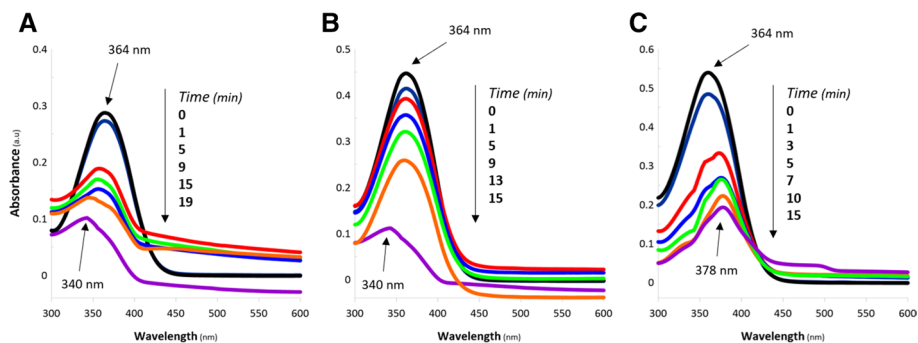 A
364 nm
Time (min)
0
1
5
9
15
19
340 nm
0.4
0.3
0.2
0.1
0
Absorbance (a.u)
300 350 400 450 500 550 600
Wavelength (nm)
B
364 nm
Time (min)
0
1
5
9
13
15
340 nm
0.5
0.4
0.3
0.2
0.1
0
300 350 400 450 500 550 600
Wavelength (nm)
C
364 nm
Time (min)
0
1
3
5
7
10
15
378 nm
0.6
0.5
0.4
0.3
0.2
0.1
0
300 350 400 450 500 550 600
Wavelength (nm)